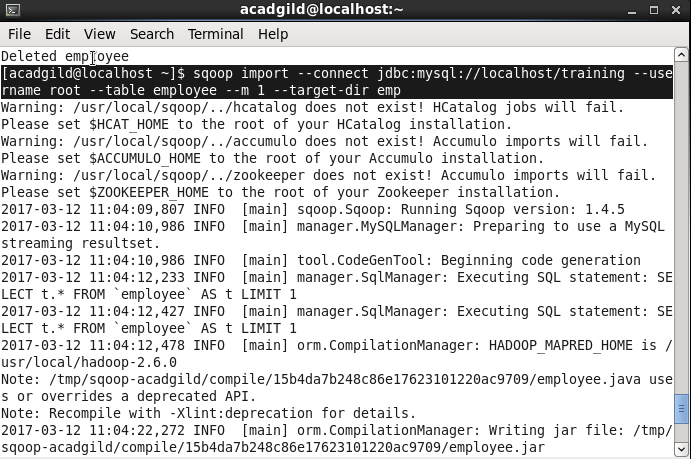 acadgild@localhost:~
File Edit View Search Terminal Help
Deleted employee
[acadgild@localhost ~]$ sqoop import --connect jdbc:mysql://localhost/training --use
rname root --table employee --m 1 --target-dir emp
Warning: /usr/local/sqoop/../hcatalog does not exist! HCatalog jobs will fail.
Please set $HCAT_HOME to the root of your HCatalog installation.
Warning: /usr/local/sqoop/../accumulo does not exist! Accumulo imports will fail.
Please set $ACCUMULO_HOME to the root of your Accumulo installation.
Warning: /usr/local/sqoop/../zookeeper does not exist! Accumulo imports will fail.
Please set $ZOOKEEPER_HOME to the root of your Zookeeper installation.
2017-03-12 11:04:09,807 INFO  [main] sqoop.Sqoop: Running Sqoop version: 1.4.5
2017-03-12 11:04:10,986 INFO  [main] manager.MySQLManager: Preparing to use a MySQL
streaming resultset.
2017-03-12 11:04:10,986 INFO  [main] tool.CodeGenTool: Beginning code generation
2017-03-12 11:04:12,233 INFO  [main] manager.SqlManager: Executing SQL statement: SE
LECT t.* FROM `employee` AS t LIMIT 1
2017-03-12 11:04:12,427 INFO  [main] manager.SqlManager: Executing SQL statement: SE
LECT t.* FROM `employee` AS t LIMIT 1
2017-03-12 11:04:12,478 INFO  [main] orm.CompilationManager: HADOOP_MAPRED_HOME is /
usr/local/hadoop-2.6.0
Note: /tmp/sqoop-acadgild/compile/15b4da7b248c86e17623101220ac9709/employee.java use
s or overrides a deprecated API.
Note: Recompile with -Xlint:deprecation for details.
2017-03-12 11:04:22,272 INFO  [main] orm.CompilationManager: Writing jar file: /tmp/
sqoop-acadgild/compile/15b4da7b248c86e17623101220ac9709/employee.jar